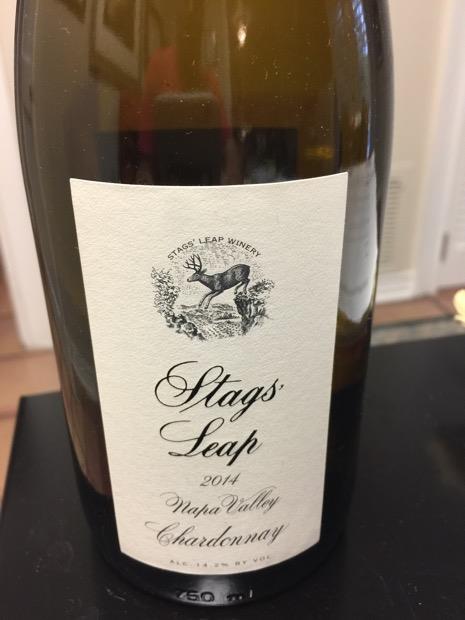 STAGS' LEAP WINERY
Stags'
Leap
2014
Napa Valley
Chardonnay
ALC. 14.2% BY VOL.
750 ml